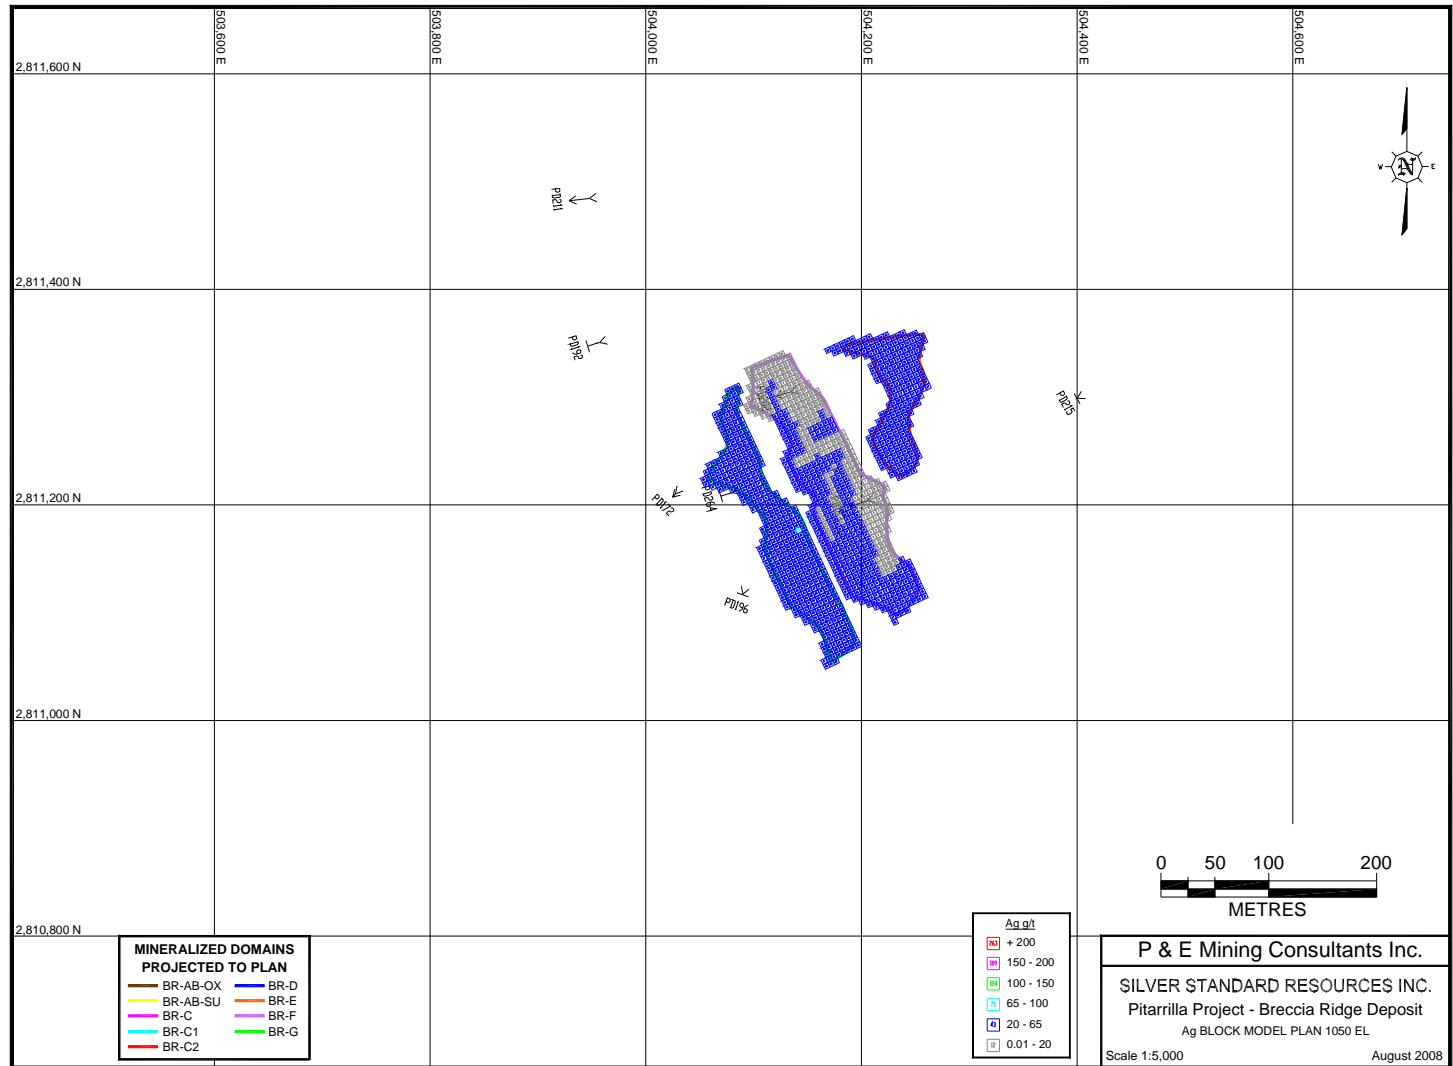 503,600 E
503,800 E
504,000 E
504,200 E
504,400 E
504,600 E
2,811,600 N
2,811,400 N
2,811,200 N
2,811,000 N
2,810,800 N
W
N
E
PD211
PD192
PD215
PD172
PD264
PD196
0 50 100 200
METRES
MINERALIZED DOMAINS
PROJECTED TO PLAN
BR-AB-OX
BR-AB-SU
BR-C
BR-C1
BR-C2
BR-D
BR-E
BR-F
BR-G
Ag g/t
+ 200
150 - 200
100 - 150
65 - 100
20 - 65
0.01 - 20
P & E Mining Consultants Inc.
SILVER STANDARD RESOURCES INC.
Pitarrilla Project - Breccia Ridge Deposit
Ag BLOCK MODEL PLAN 1050 EL
Scale 1:5,000 August 2008